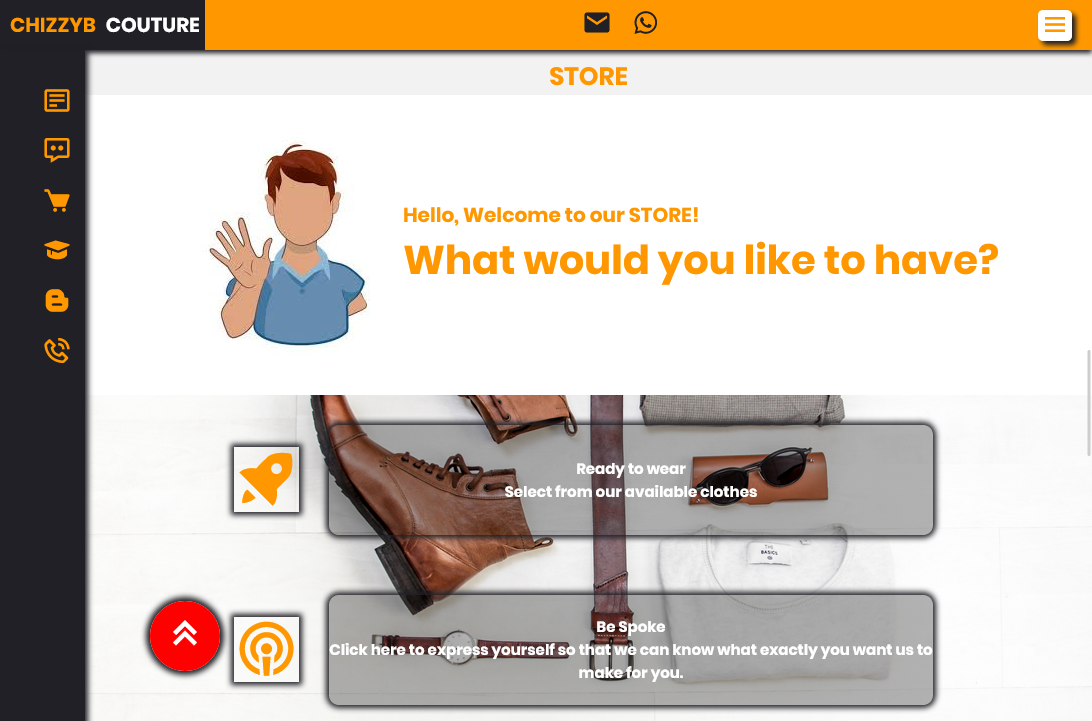 CHIZZYB COUTURE
STORE
Hello, Welcome to our STORE!
What would you like to have?
Ready to wear
Select from our available clothes
THE
BASICS
Be Spoke
Click here to express yourself so that we can know what exactly you want us to
make for you.